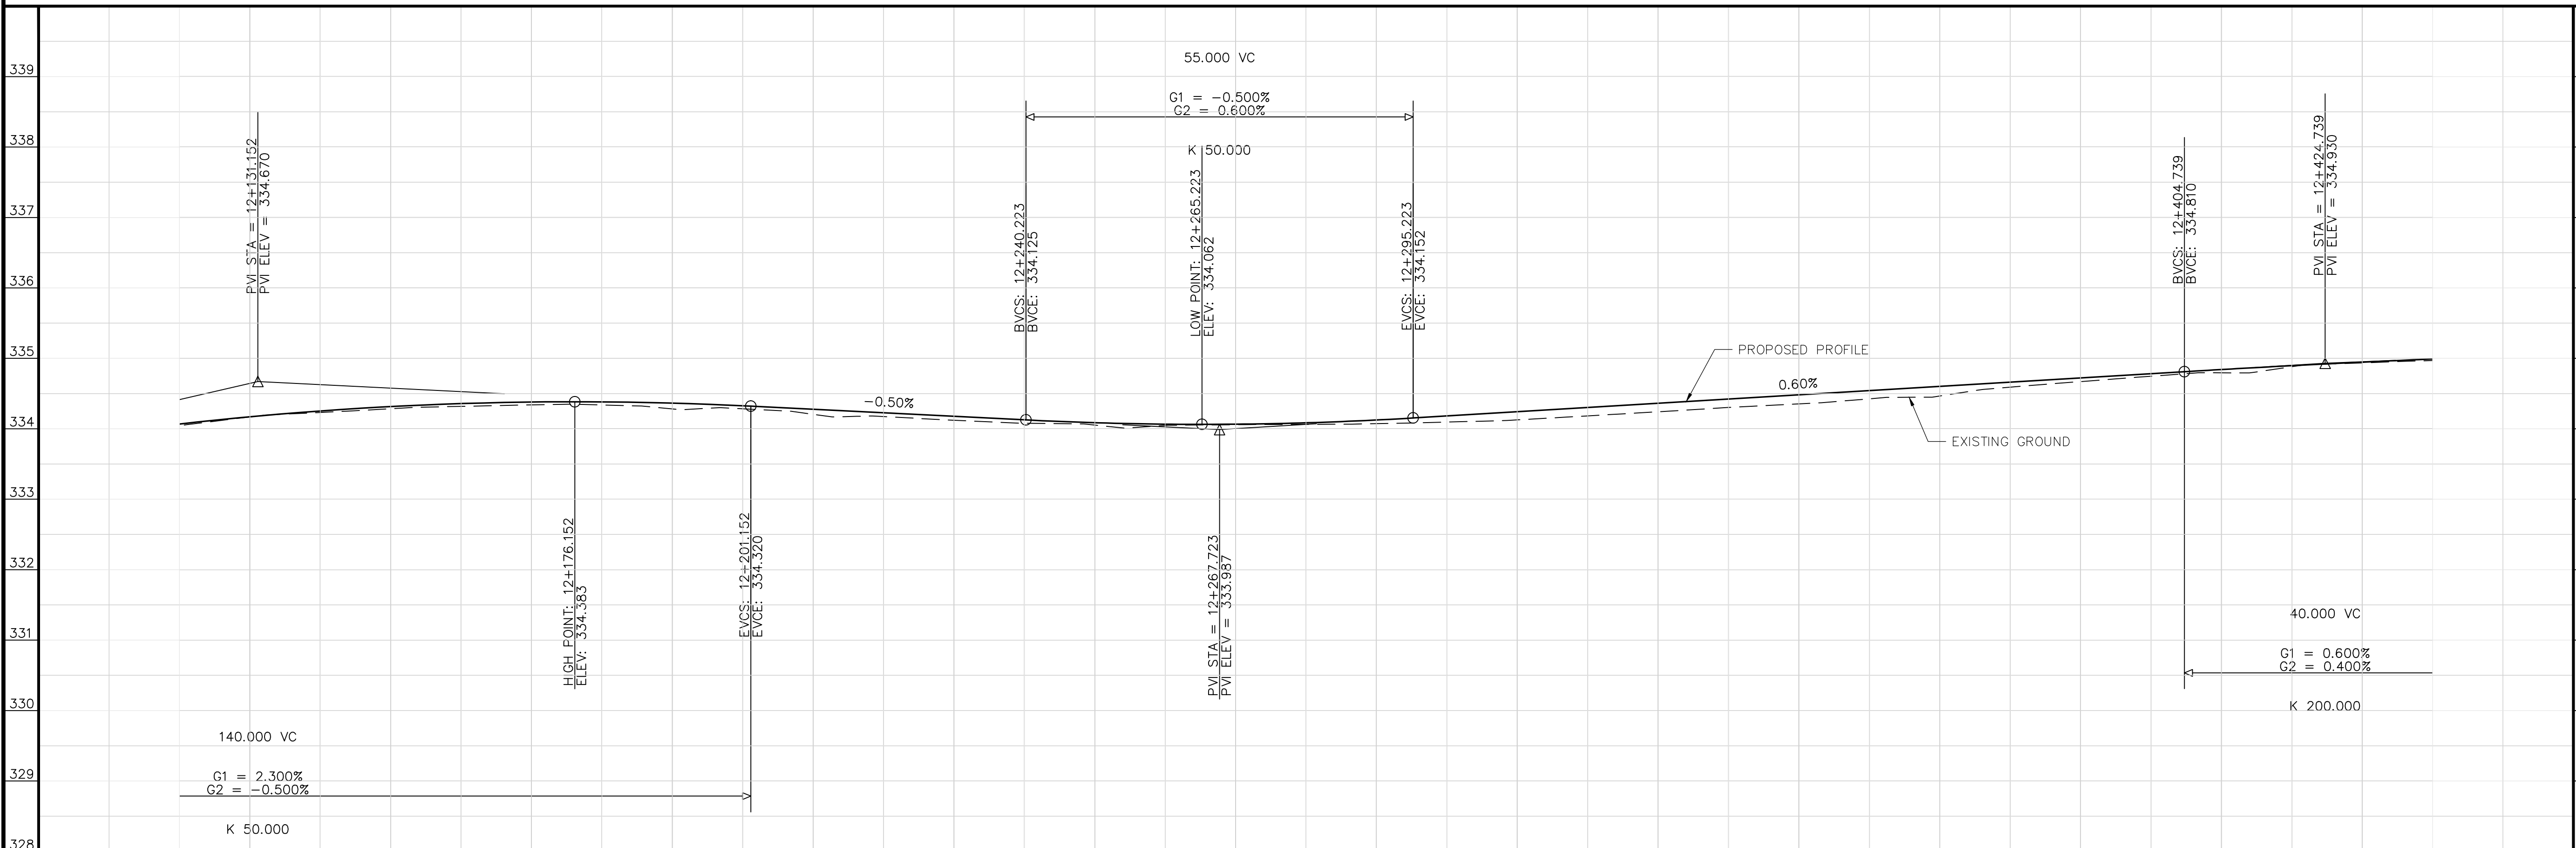 55.000 VC
G1 = -0.500%
G2 = 0.600%
K 50.000
339
338
337
336
335
334
333
332
331
330
329
328
PVI STA = 12+131.152
PVI ELEV = 334.670
BVCS: 12+240.223
BVCE: 334.125
LOW POINT: 12+265.223
ELEV: 334.062
EVCS: 12+295.223
EVCE: 334.152
BVCS: 12+404.739
BVCE: 334.810
PVI STA = 12+424.739
PVI ELEV = 334.930
PROPOSED PROFILE
-0.50%
0.60%
EXISTING GROUND
HIGH POINT: 12+176.152
ELEV: 334.383
EVCS: 12+201.152
EVCE: 334.320
PVI STA = 12+267.723
PVI ELEV = 333.987
40.000 VC
G1 = 0.600%
G2 = 0.400%
K 200.000
140.000 VC
G1 = 2.300%
G2 = -0.500%
K 50.000